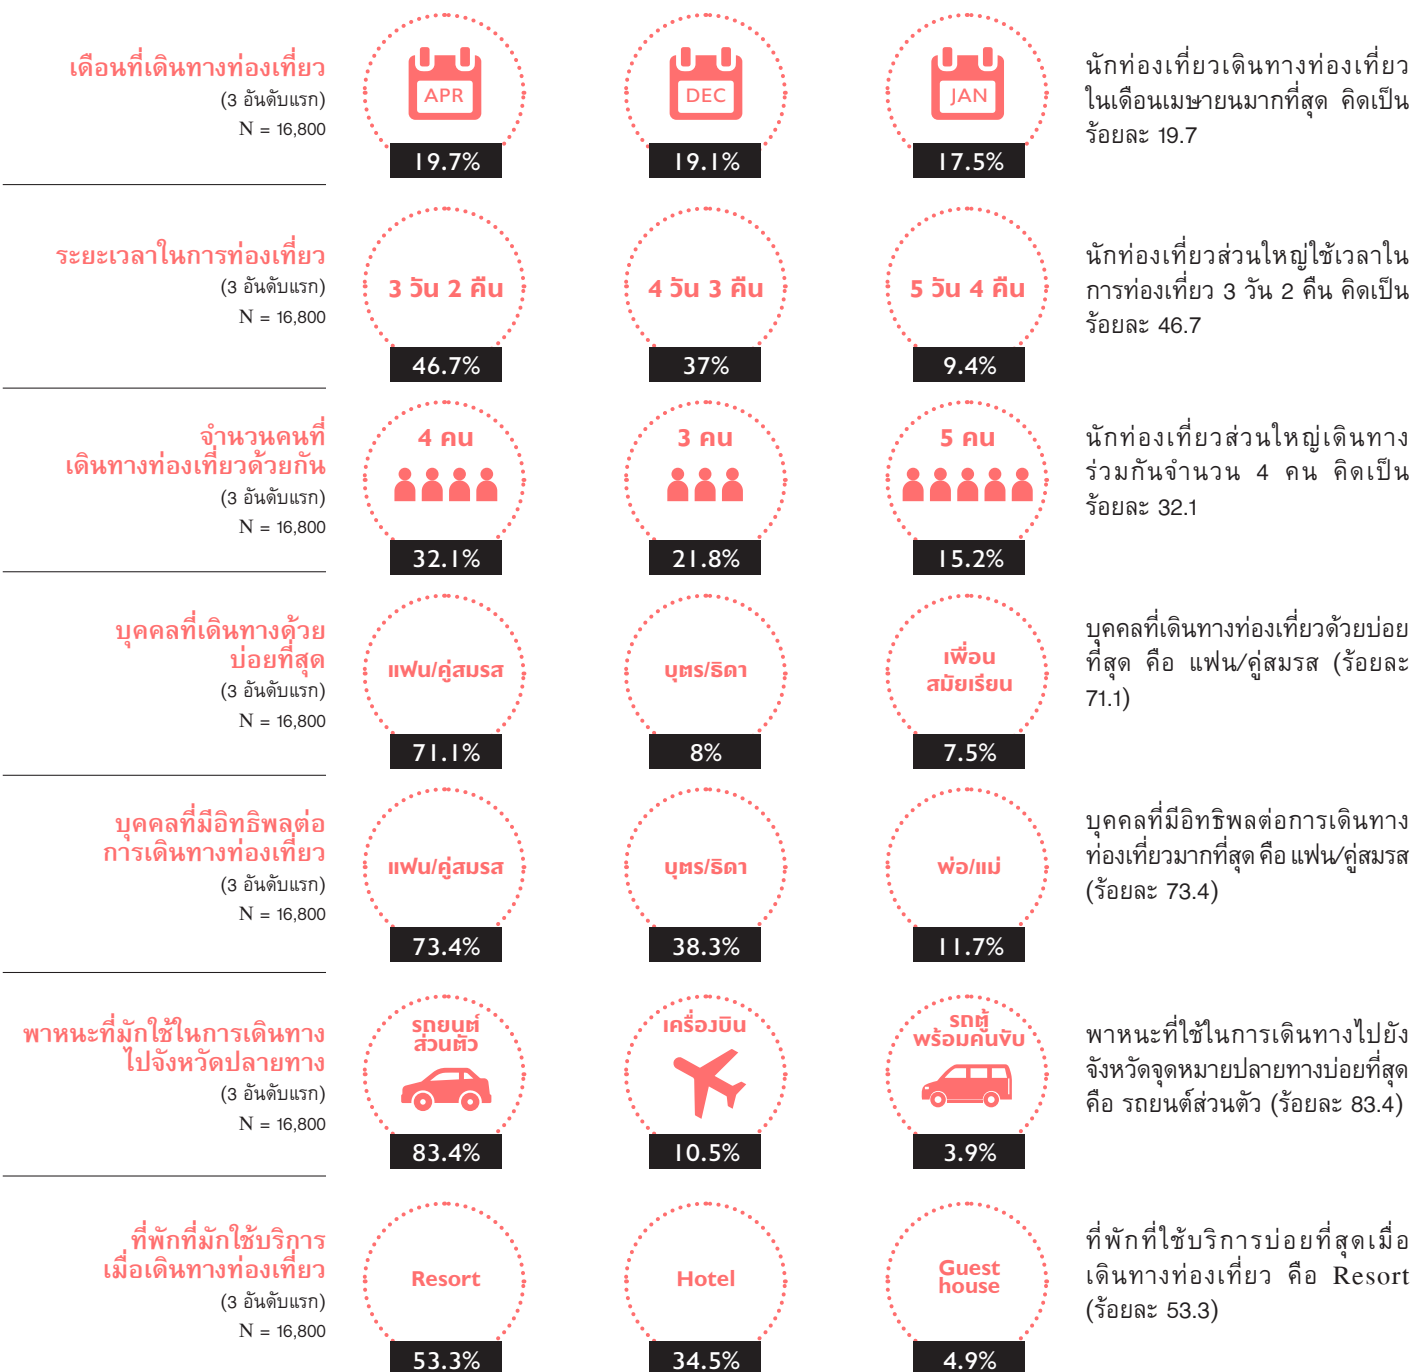 เดือนที่เดินทางท่องเที่ยว
(3 อันดับแรก)
N = 16,800
APR
19.7%
DEC
19.1%
JAN
17.5%
นักท่องเที่ยวเดินทางท่องเที่ยว
ในเดือนเมษายนมากที่สุด คิดเป็น
ร้อยละ 19.7
ระยะเวลาในการท่องเที่ยว
(3 อันดับแรก)
N = 16,800
3 วัน 2 คืน
46.7%
4 วัน 3 คืน
37%
5 วัน 4 คืน
9.4%
นักท่องเที่ยวส่วนใหญ่ใช้เวลาใน
การท่องเที่ยว 3 วัน 2 คืน คิดเป็น
ร้อยละ 46.7
จำนวนคนที่
เดินทางท่องเที่ยวด้วยกัน
(3 อันดับแรก)
N = 16,800
4 คน
32.1%
3 คน
21.8%
5 คน
15.2%
นักท่องเที่ยวส่วนใหญ่เดินทาง
ร่วมกันจำนวน 4 คน คิดเป็น
ร้อยละ 32.1
บุคคลที่เดินทางด้วย
บ่อยที่สุด
(3 อันดับแรก)
N = 16,800
แฟน/คู่สมรส
71.1%
บุตร/ธิดา
8%
เพื่อน
สมัยเรียน
7.5%
บุคคลที่เดินทางท่องเที่ยวด้วยบ่อย
ที่สุด คือ แฟน/คู่สมรส (ร้อยละ
71.1)
บุคคลที่มีอิทธิพลต่อ
การเดินทางท่องเที่ยว
(3 อันดับแรก)
N = 16,800
แฟน/คู่สมรส
73.4%
บุตร/ธิดา
38.3%
พ่อ/แม่
11.7%
บุคคลที่มีอิทธิพลต่อการเดินทาง
ท่องเที่ยวมากที่สุด คือ แฟน/คู่สมรส
(ร้อยละ 73.4)
พาหนะที่มักใช้ในการเดินทาง
ไปจังหวัดปลายทาง
(3 อันดับแรก)
N = 16,800
รถยนต์
ส่วนตัว
83.4%
เครื่องบิน
10.5%
รถตู้
พร้อมคนขับ
3.9%
พาหนะที่ใช้ในการเดินทางไปยัง
จังหวัดจุดหมายปลายทางบ่อยที่สุด
คือ รถยนต์ส่วนตัว (ร้อยละ 83.4)
ที่พักที่มักใช้บริการ
เมื่อเดินทางท่องเที่ยว
(3 อันดับแรก)
N = 16,800
Resort
53.3%
Hotel
34.5%
Guest
house
4.9%
ที่พักที่ใช้บริการบ่อยที่สุดเมื่อ
เดินทางท่องเที่ยว คือ Resort
(ร้อยละ 53.3)